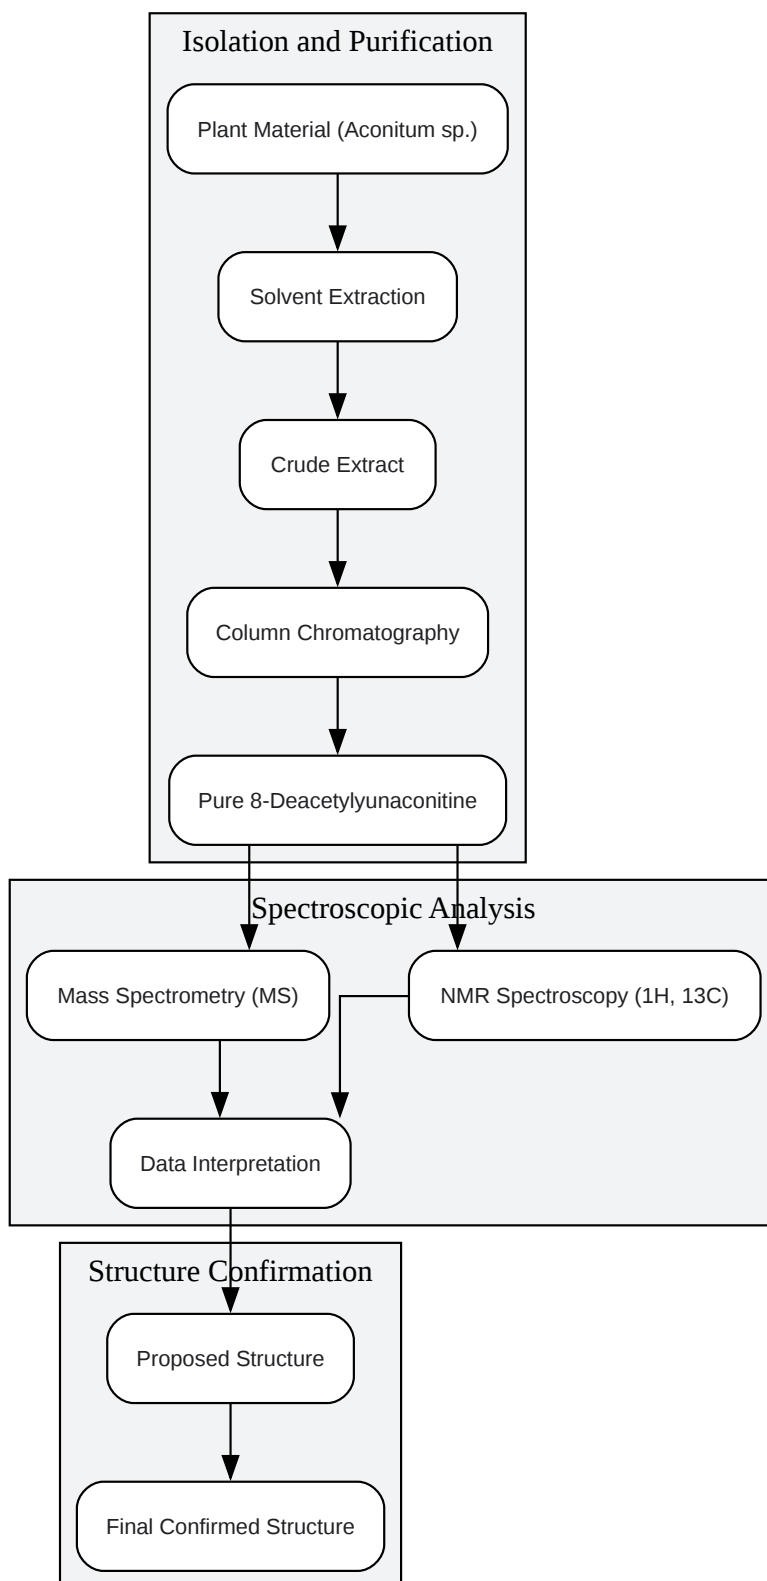 Isolation and Purification
Plant Material (Aconitum sp.)
Solvent Extraction
Crude Extract
Column Chromatography
Pure 8-Deacetylyunaconitine
Spectroscopic Analysis
Mass Spectrometry (MS)
NMR Spectroscopy (1H, 13C)
Data Interpretation
Structure Confirmation
Proposed Structure
Final Confirmed Structure